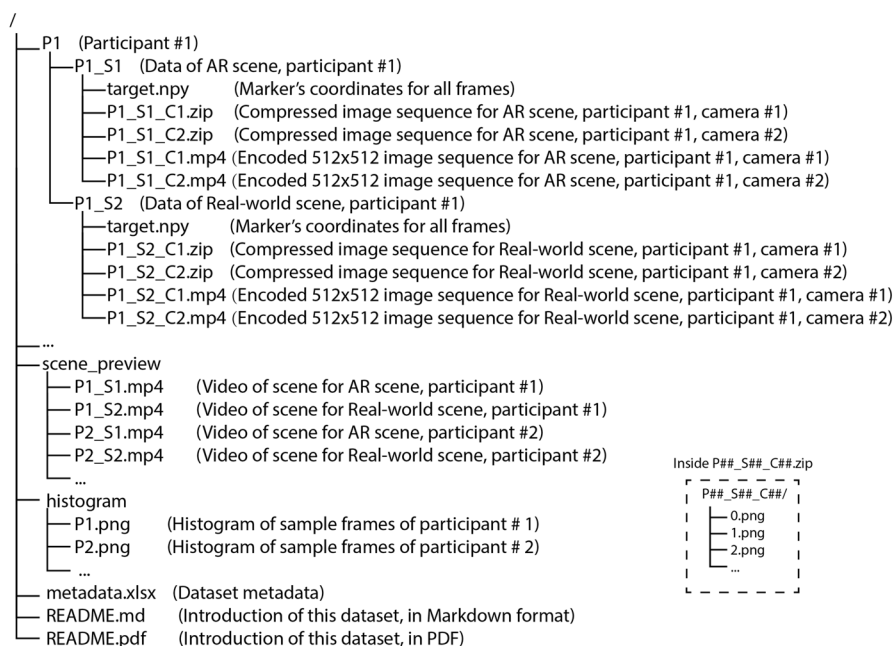 /
P1 (Participant #1)
P1_S1 (Data of AR scene, participant #1)
target.npy (Marker's coordinates for all frames)
P1_S1_C1.zip (Compressed image sequence for AR scene, participant #1, camera #1)
P1_S1_C2.zip (Compressed image sequence for AR scene, participant #1, camera #2)
P1_S1_C1.mp4 (Encoded 512x512 image sequence for AR scene, participant #1, camera #1)
P1_S1_C2.mp4 (Encoded 512x512 image sequence for AR scene, participant #1, camera #2)
P1_S2 (Data of Real-world scene, participant #1)
target.npy (Marker's coordinates for all frames)
P1_S2_C1.zip (Compressed image sequence for Real-world scene, participant #1, camera #1)
P1_S2_C2.zip (Compressed image sequence for Real-world scene, participant #1, camera #2)
P1_S2_C1.mp4 (Encoded 512x512 image sequence for Real-world scene, participant #1, camera #1)
P1_S2_C2.mp4 (Encoded 512x512 image sequence for Real-world scene, participant #1, camera #2)
...
scene_preview
P1_S1.mp4 (Video of scene for AR scene, participant #1)
P1_S2.mp4 (Video of scene for Real-world scene, participant #1)
P2_S1.mp4 (Video of scene for AR scene, participant #2)
P2_S2.mp4 (Video of scene for Real-world scene, participant #2)
...
histogram
P1.png (Histogram of sample frames of participant # 1)
P2.png (Histogram of sample frames of participant # 2)
...
metadata.xlsx (Dataset metadata)
README.md (Introduction of this dataset, in Markdown format)
README.pdf (Introduction of this dataset, in PDF)
Inside P##_S##_C##.zip
P##_S##_C##/
0.png
1.png
2.png
...